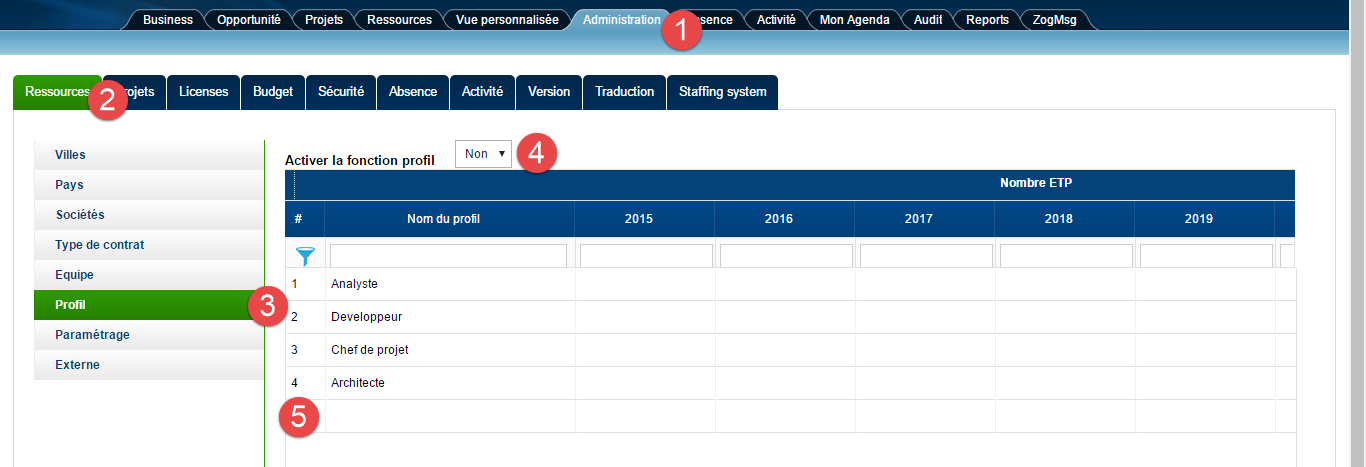 Business Opportunité Projets Ressources Vue personnalisée Administration sence Activité Mon Agenda Audit Reports ZogMsg
1
Ressources ojets Licenses Budget Sécurité Absence Activité Version Traduction Staffing system
2
Villes
Pays
Sociétés
Type de contrat
Equipe
Profil
Paramétrage
Externe
3
Activer la fonction profil Non 4
Nombre ETP
# Nom du profil 2015 2016 2017 2018 2019
1 Analyste
2 Developpeur
3 Chef de projet
4 Architecte
5